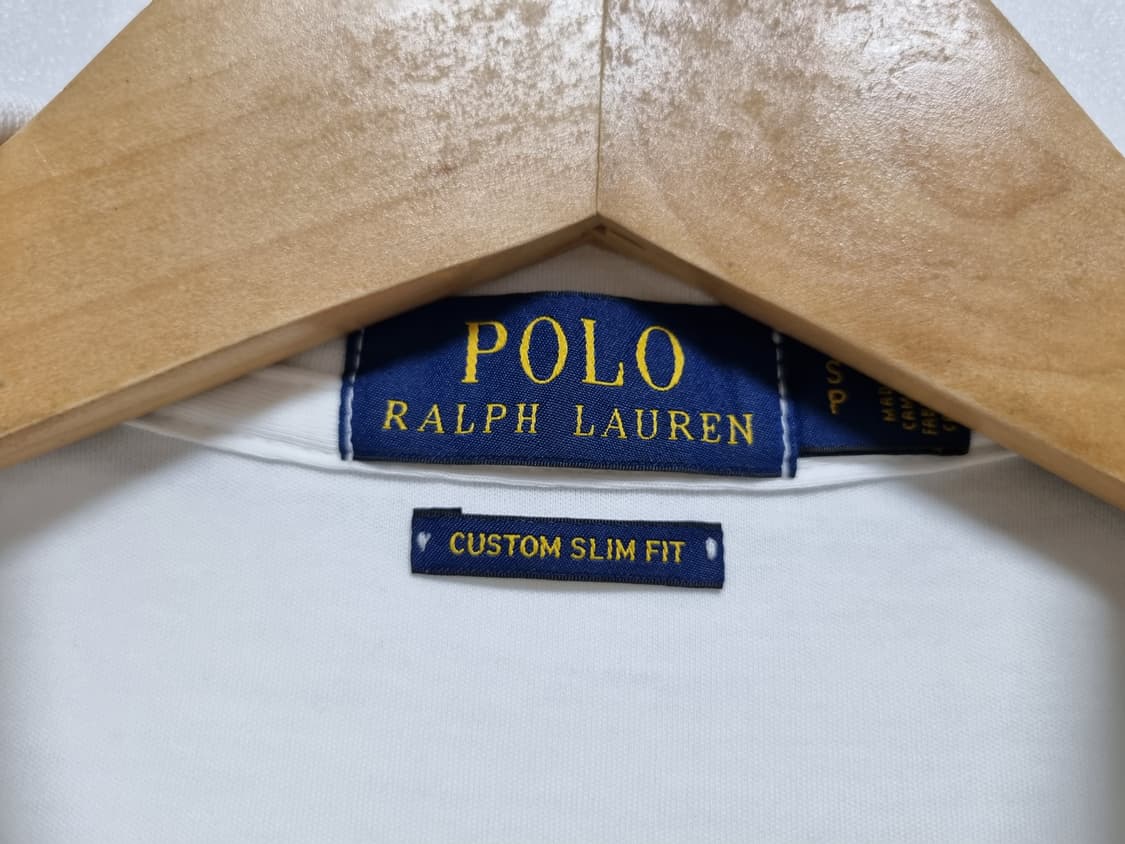 POLO
RALPH LAUREN
CUSTOM SLIM FIT
S P